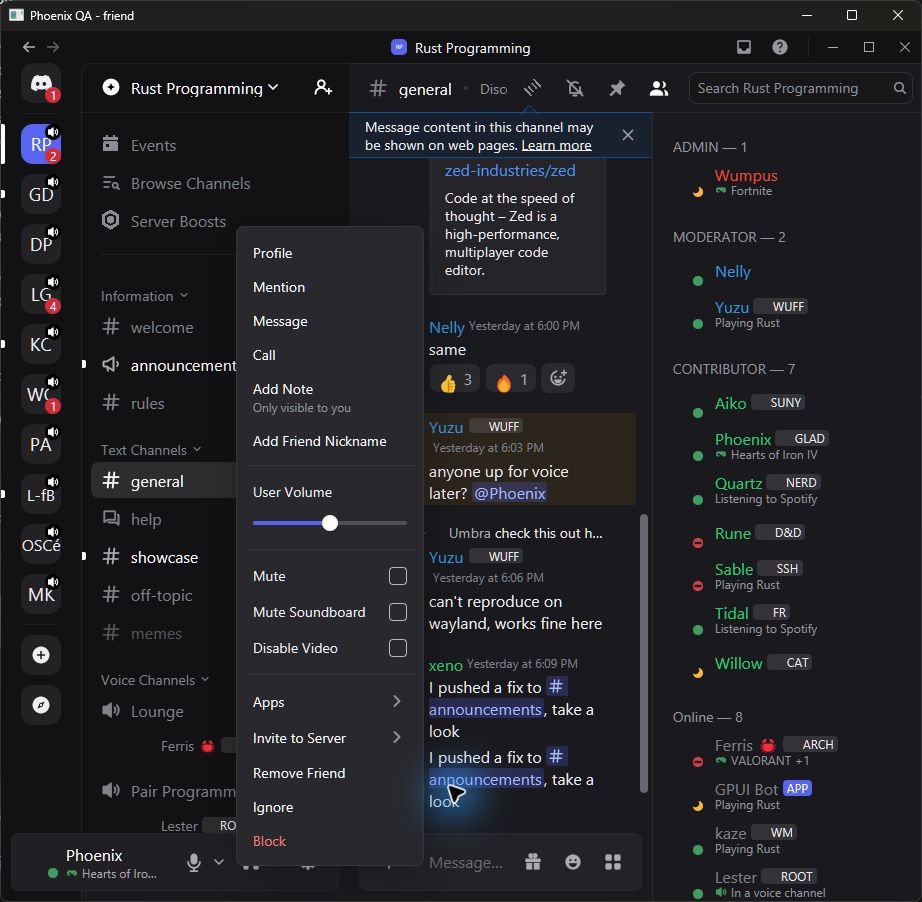 Phoenix QA - friend
RP
Rust Programming
1
RP
2
GD
DP
LG
4
KC
WC
1
PA
L-fB
OSCé
MK
Rust Programming
Events
Browse Channels
Server Boosts
Information
welcome
announcement
rules
Text Channels
general
help
showcase
off-topic
memes
Voice Channels
Lounge
Ferris 🦀
Pair Programm
Lester RO
Phoenix
Hearts of Iro...
Profile
Mention
Message
Call
Add Note
Only visible to you
Add Friend Nickname
User Volume
Mute
Mute Soundboard
Disable Video
Apps
Invite to Server
Remove Friend
Ignore
Block
# general
Disc
Search Rust Programming
Message content in this channel may
be shown on web pages. Learn more
zed-industries/zed
Code at the speed of
thought – Zed is a
high-performance,
multiplayer code
editor.
Nelly Yesterday at 6:00 PM
same
👍 3 🔥 1
Yuzu WUFF
Yesterday at 6:03 PM
anyone up for voice
later? @Phoenix
Umbra check this out h...
Yuzu WUFF
Yesterday at 6:06 PM
can't reproduce on
wayland, works fine here
xeno Yesterday at 6:09 PM
I pushed a fix to #
announcements, take a
look
I pushed a fix to #
announcements, take a
look
Message...
ADMIN — 1
Wumpus
Fortnite
MODERATOR — 2
Nelly
Yuzu WUFF
Playing Rust
CONTRIBUTOR — 7
Aiko SUNY
Phoenix GLAD
Hearts of Iron IV
Quartz NERD
Listening to Spotify
Rune D&D
Sable SSH
Playing Rust
Tidal FR
Listening to Spotify
Willow CAT
Online — 8
Ferris 🦀 ARCH
VALORANT +1
GPUI Bot APP
Playing Rust
kaze WM
Playing Rust
Lester ROOT
In a voice channel